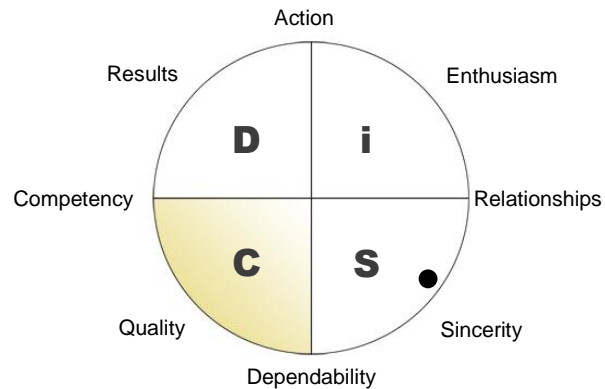 Action
Results
Enthusiasm
D
i
Competency
Relationships
C
S
Quality
Sincerity
Dependability